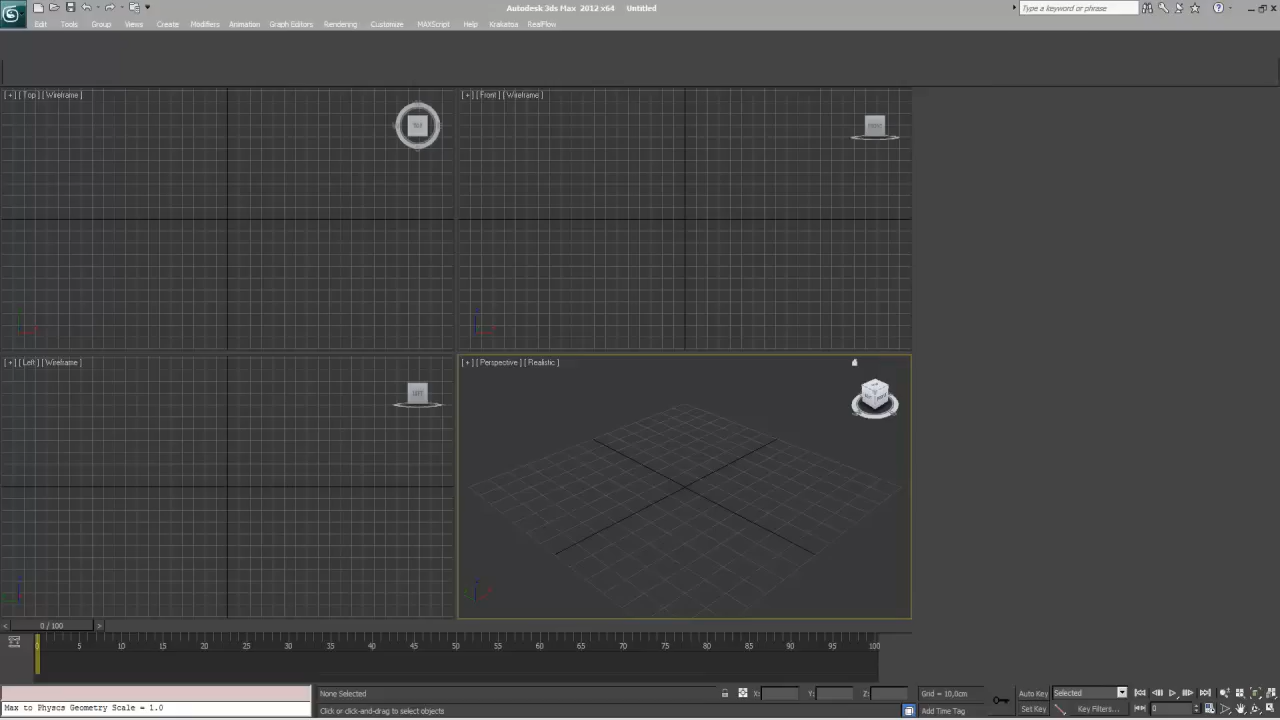 Autodesk 3ds Max 2012 x64 Untitled
Type a keyword or phrase
Edit Tools Group Views Create Modifiers Animation Graph Editors Rendering Customize MAXScript Help Krakatoa RealFlow
[ + ] [ Top ] [ Wireframe ]
[ + ] [ Front ] [ Wireframe ]
TOP
FRONT
[ + ] [ Left ] [ Wireframe ]
[ + ] [ Perspective ] [ Realistic ]
LEFT
< 0 / 100 >
0 5 10 15 20 25 30 35 40 45 50 55 60 65 70 75 80 85 90 95 100
None Selected X: Y: Z: Grid = 10,0cm Auto Key Selected
Max to Physcs Geometry Scale = 1.0
Click or click-and-drag to select objects
Add Time Tag Set Key Key Filters... 0